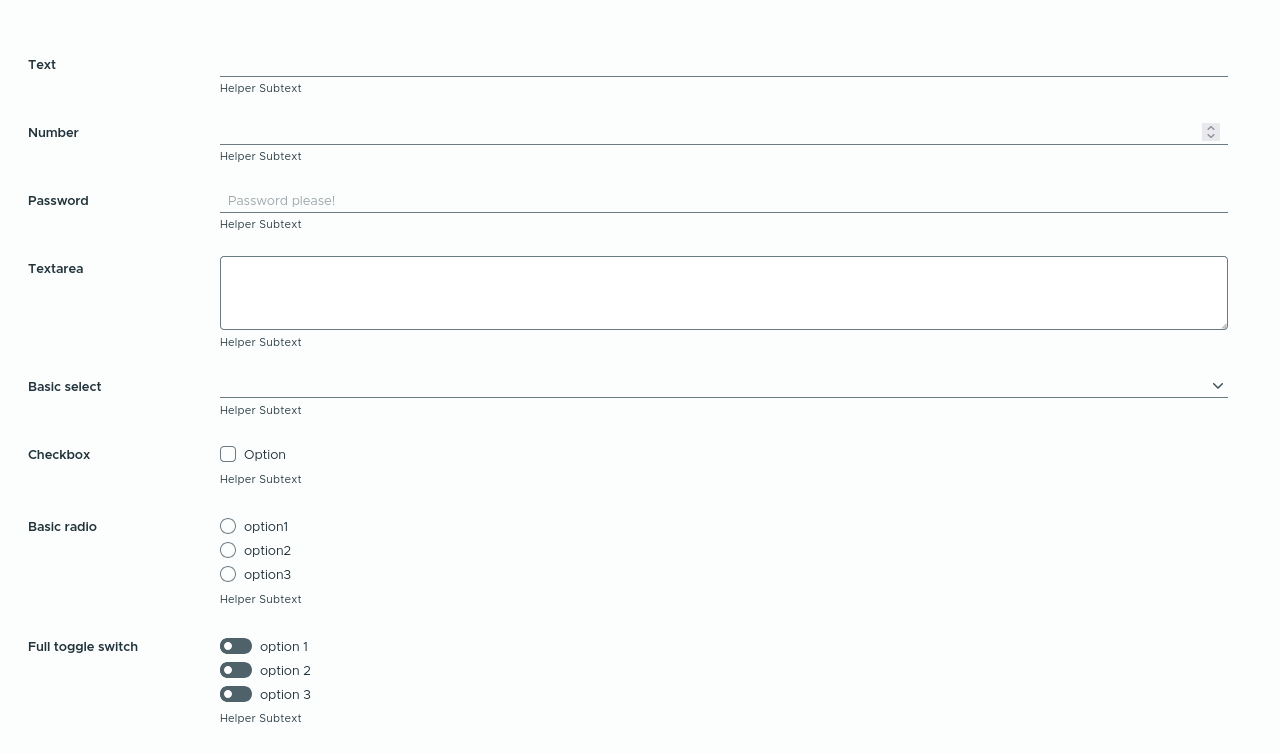 Text
Helper Subtext
Number
Helper Subtext
Password
Password please!
Helper Subtext
Textarea
Helper Subtext
Basic select
Helper Subtext
Checkbox
Option
Helper Subtext
Basic radio
option1
option2
option3
Helper Subtext
Full toggle switch
option 1
option 2
option 3
Helper Subtext